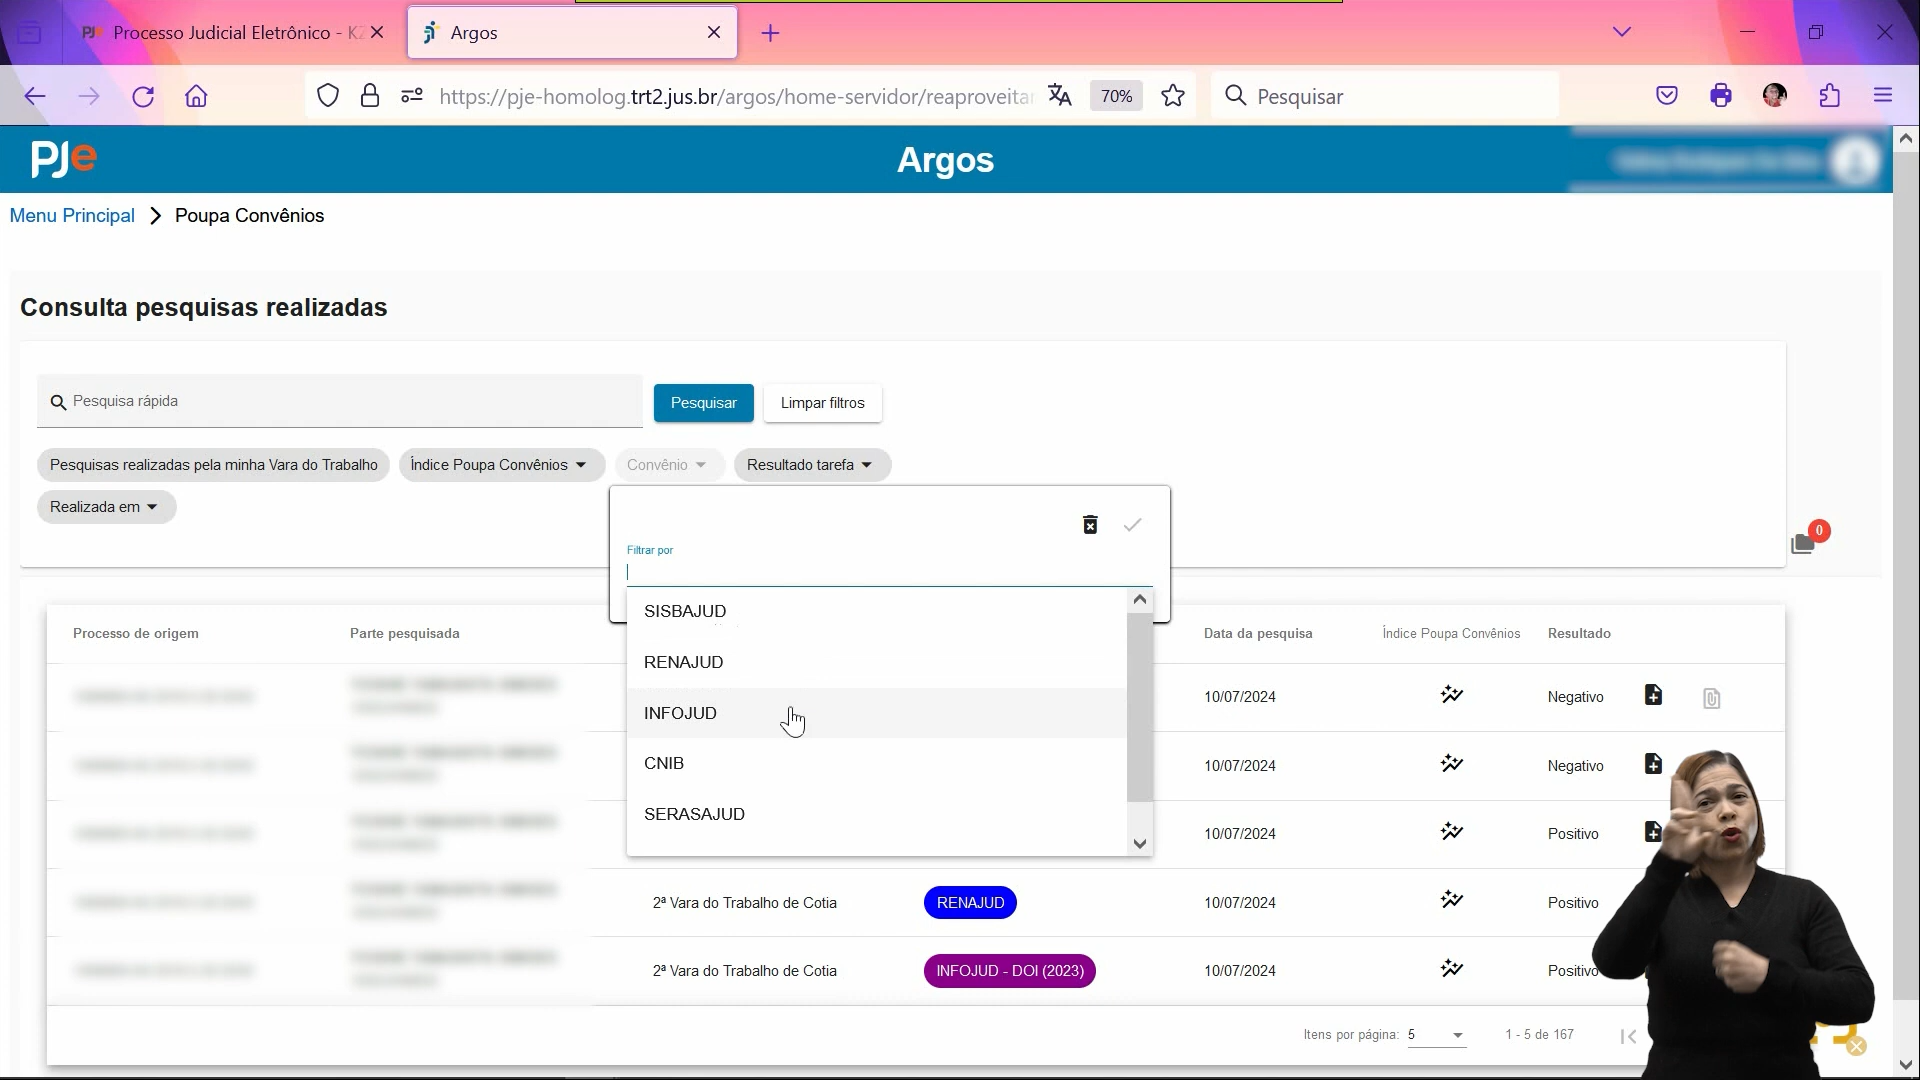 PJe Processo Judicial Eletrônico - KZ
Argos
https://pje-homolog.trt2.jus.br/argos/home-servidor/reaproveitar
70%
Pesquisar
PJe
Argos
Menu Principal > Poupa Convênios
Consulta pesquisas realizadas
Pesquisa rápida
Pesquisar
Limpar filtros
Pesquisas realizadas pela minha Vara do Trabalho
Índice Poupa Convênios
Convênio
Resultado tarefa
Realizada em
0
Filtrar por
SISBAJUD
RENAJUD
INFOJUD
CNIB
SERASAJUD
Processo de origem
Parte pesquisada
Data da pesquisa
Índice Poupa Convênios
Resultado
10/07/2024 Negativo
10/07/2024 Negativo
10/07/2024 Positivo
2ª Vara do Trabalho de Cotia RENAJUD 10/07/2024 Positivo
2ª Vara do Trabalho de Cotia INFOJUD - DOI (2023) 10/07/2024 Positivo
Itens por página: 5 1 - 5 de 167